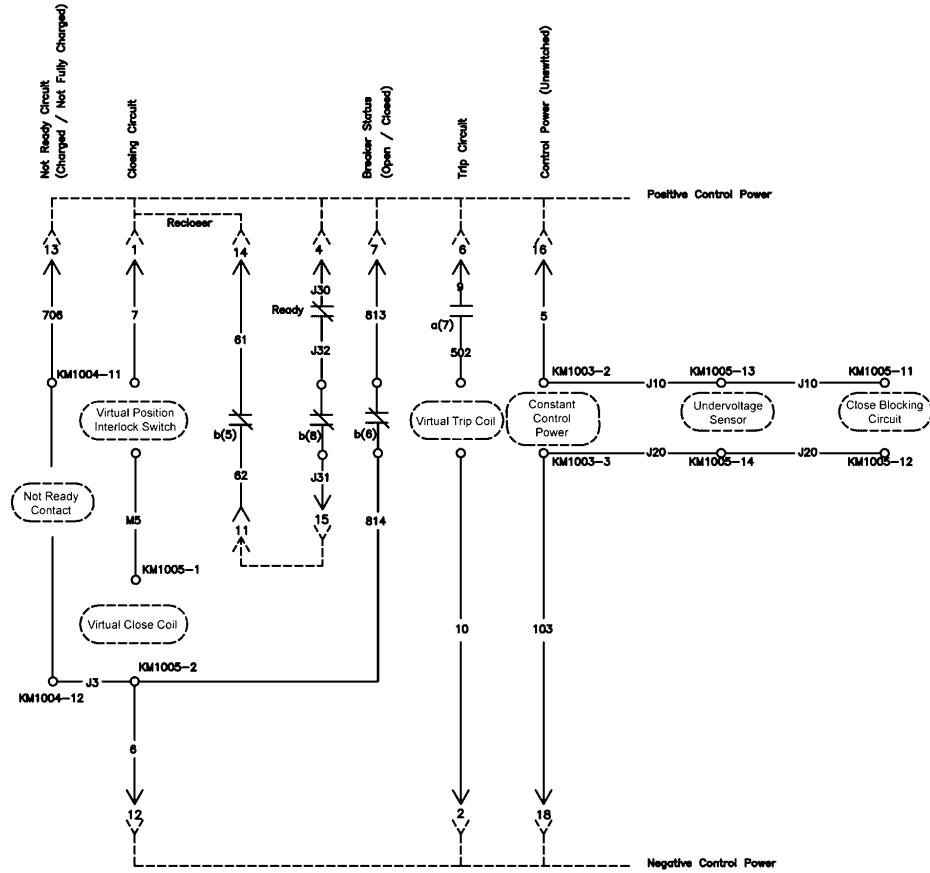 Not Ready Circuit
(Charged / Not Fully Charged)
Closing Circuit
Breaker Status
(Open / Closed)
Trip Circuit
Control Power (Unswitched)
Positive Control Power
Recloser
13
1
14
4
7
6
16
706
7
61
J30
Ready
J32
813
9
a(7)
502
5
KM1004-11
KM1003-2
J10
KM1005-13
J10
KM1005-11
Virtual Position
Interlock Switch
b(5)
b(8)
b(6)
Virtual Trip Coil
Constant
Control
Power
Undervoltage
Sensor
Close Blocking
Circuit
KM1003-3
J20
KM1005-14
J20
KM1005-12
62
J31
Not Ready
Contact
M5
11
15
814
KM1005-1
Virtual Close Coil
10
103
KM1005-2
J3
KM1004-12
6
12
2
18
Negative Control Power